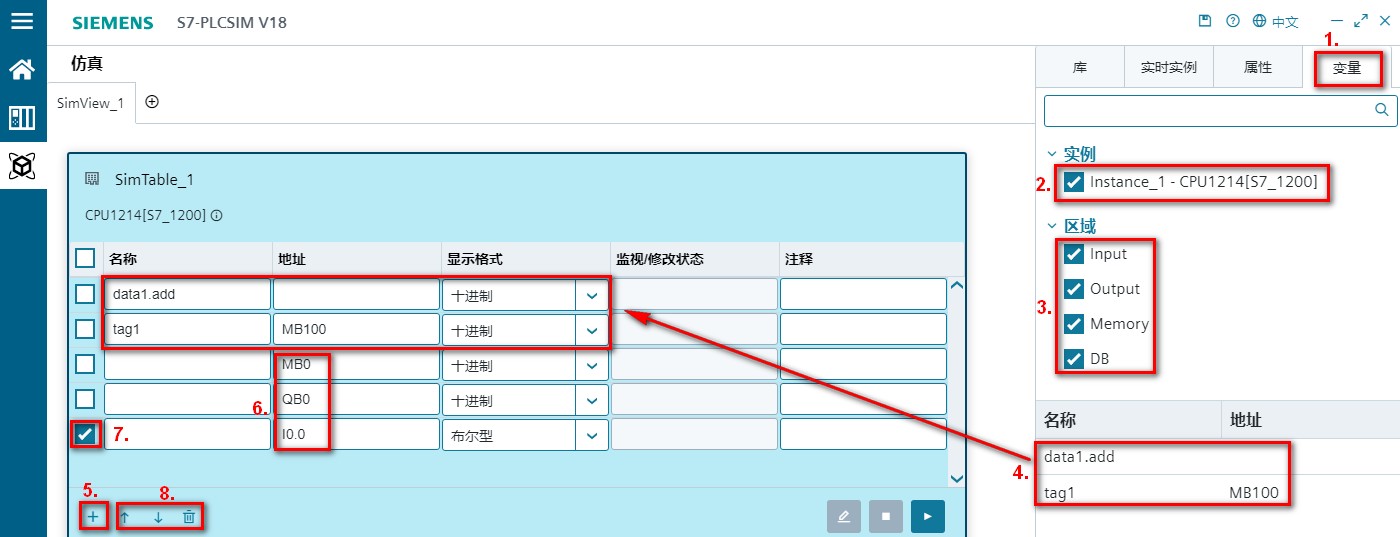 SIEMENS S7-PLCSIM V18 中文
仿真
SimView_1
SimTable_1
CPU1214[S7_1200]
名称 地址 显示格式 监视/修改状态 注释
data1.add 十进制
tag1 MB100 十进制
MB0 十进制
6. QB0 十进制
7. I0.0 布尔型
5. 8.
1.
库 实时实例 属性 变量
实例
2. Instance_1 - CPU1214[S7_1200]
区域
Input
Output
3.
Memory
DB
名称 地址
data1.add
4.
tag1 MB100